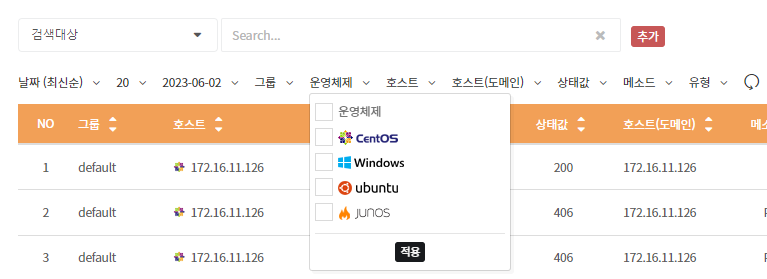 검색대상 Search... 추가
날짜 (최신순) 20 2023-06-02 그룹 운영체제 호스트 호스트(도메인) 상태값 메소드 유형
NO 그룹 호스트 상태값 호스트(도메인) 메소
운영체제
CentOS
Windows
ubuntu
JUNOS
적용
1 default 172.16.11.126 200 172.16.11.126
2 default 172.16.11.126 406 172.16.11.126
3 default 172.16.11.126 406 172.16.11.126